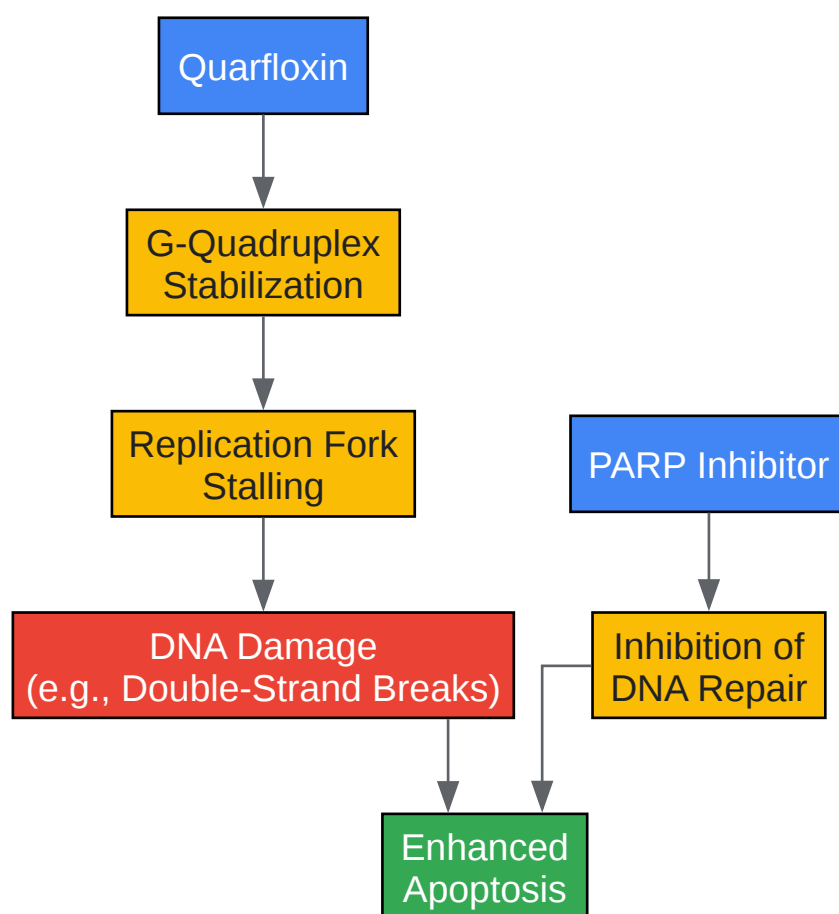 Quarfloxin
G-Quadruplex
Stabilization
Replication Fork
Stalling
PARP Inhibitor
DNA Damage
(e.g., Double-Strand Breaks)
Inhibition of
DNA Repair
Enhanced
Apoptosis